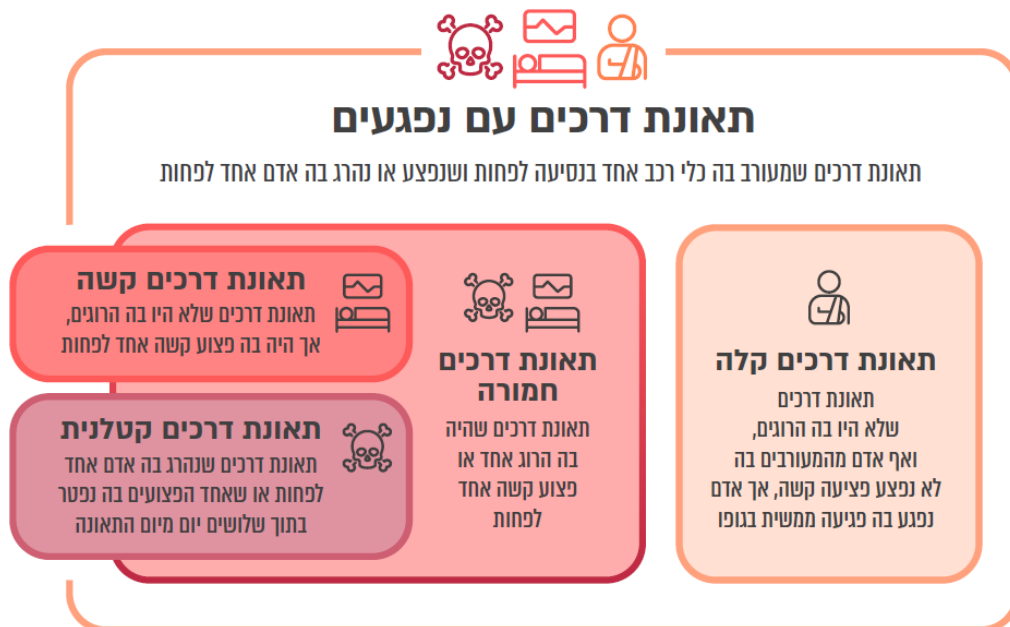 תאונת דרכים עם נפגעים
תאונת דרכים שמעורב בה כלי רכב אחד בנסיעה לפחות ושנפצע או נהרג בה אדם אחד לפחות
תאונת דרכים קלה
תאונת דרכים
שלא היו בה הרוגים,
ואף אדם מהמעורבים בה
לא נפצע פציעה קשה, אך אדם
נפגע בה פגיעה ממשית בגופו
תאונת דרכים
חמורה
תאונת דרכים שהיה
בה הרוג אחד או
פצוע קשה אחד
לפחות
תאונת דרכים קשה
תאונת דרכים שלא היו בה הרוגים,
אך היה בה פצוע קשה אחד לפחות
תאונת דרכים קטלנית
תאונת דרכים שנהרג בה אדם אחד
לפחות או שאחד הפצועים בה נפטר
בתוך שלושים יום מיום התאונה